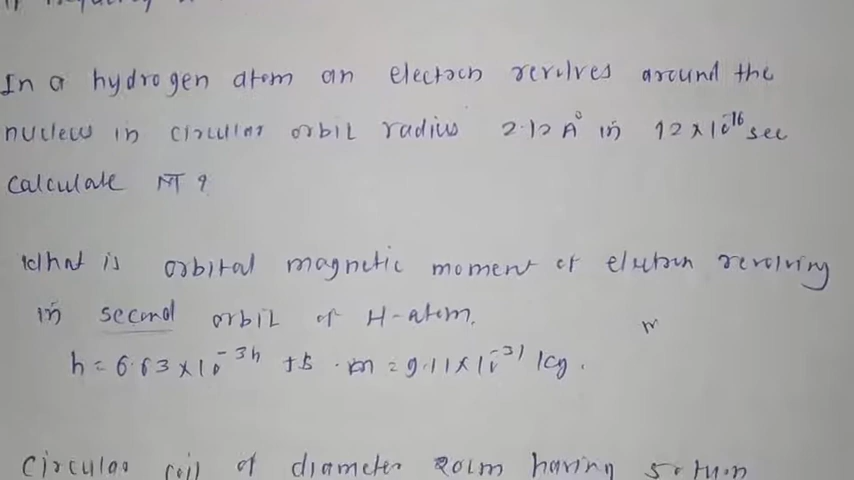 In a hydrogen atom an electron revolves around the
nucleus in circular orbit radius 2.12 A° in 12 × 10^-16 sec
calculate M ?
What is orbital magnetic moment of electron revolving
in second orbit of H-atom.
h = 6.63 × 10^-34 JS . m = 9.11 × 10^-31 kg .
Circular coil of diameter 20cm having